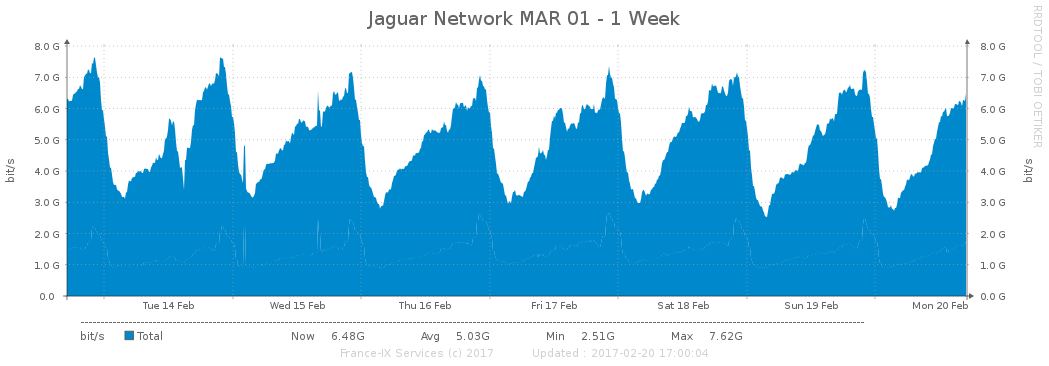 Jaguar Network MAR 01 - 1 Week
RRDTOOL / TOBI OETIKER
bit/s
8.0 G
7.0 G
6.0 G
5.0 G
4.0 G
3.0 G
2.0 G
1.0 G
0.0
8.0 G
7.0 G
6.0 G
5.0 G
4.0 G
3.0 G
2.0 G
1.0 G
0.0 G
bit/s
Tue 14 Feb Wed 15 Feb Thu 16 Feb Fri 17 Feb Sat 18 Feb Sun 19 Feb Mon 20 Feb
bit/s Total Now 6.48G Avg 5.03G Min 2.51G Max 7.62G
France-IX Services (c) 2017 Updated : 2017-02-20 17:00:04